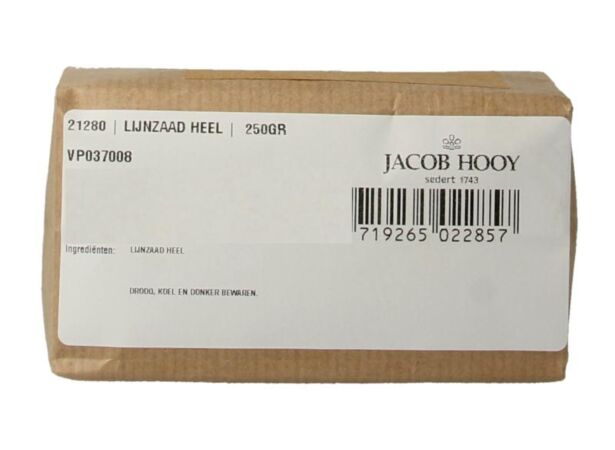 21280 | LIJNZAAD HEEL | 250GR
VP037008
JACOB HOOY
sedert 1743
719265 022857
Ingrediënten: LIJNZAAD HEEL
DROOG, KOEL EN DONKER BEWAREN.